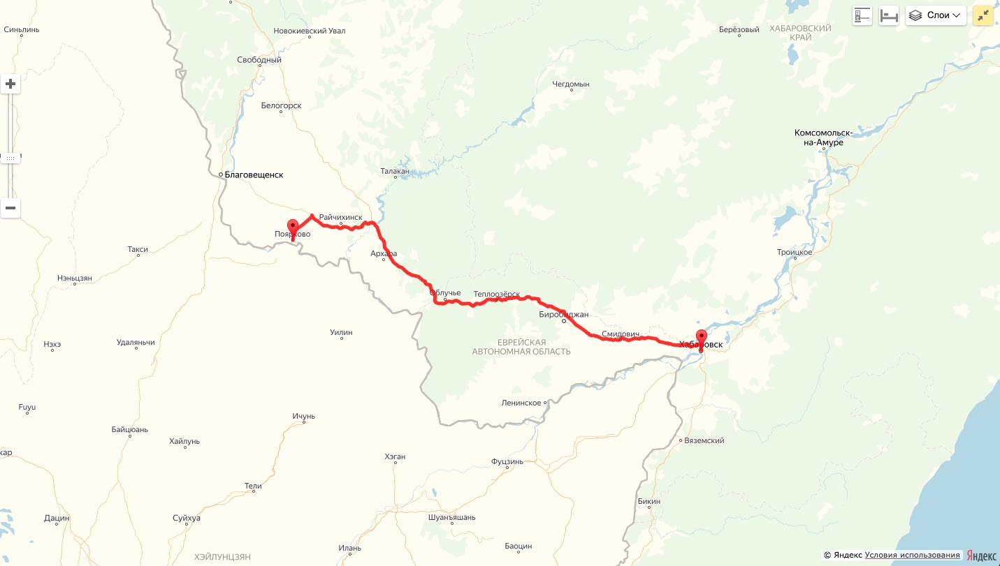 Слои
Синьлинь
Новокиевский Увал
Берёзовый
ХАБАРОВСКИЙ
КРАЙ
Свободный
Чегдомын
Белогорск
Комсомольск-
на-Амуре
Талакан
Благовещенск
Райчихинск
Поярково
Такси
Архара
Троицкое
Нэньцзян
Облучье
Теплоозёрск
Биробиджан
Уилин
Смидович
Нэхэ
Удаляньчи
ЕВРЕЙСКАЯ
АВТОНОМНАЯ ОБЛАСТЬ
Хабаровск
Ленинское
Fuyu
Ичунь
Байцюань
Хайлунь
Вяземский
кар
Хэган
Фуцзинь
Тели
Бикин
Дацин
Суйхуа
Шуанъяшань
Илань
Баоцин
ХЭЙЛУНЦЗЯН
© Яндекс Условия использования Яндекс